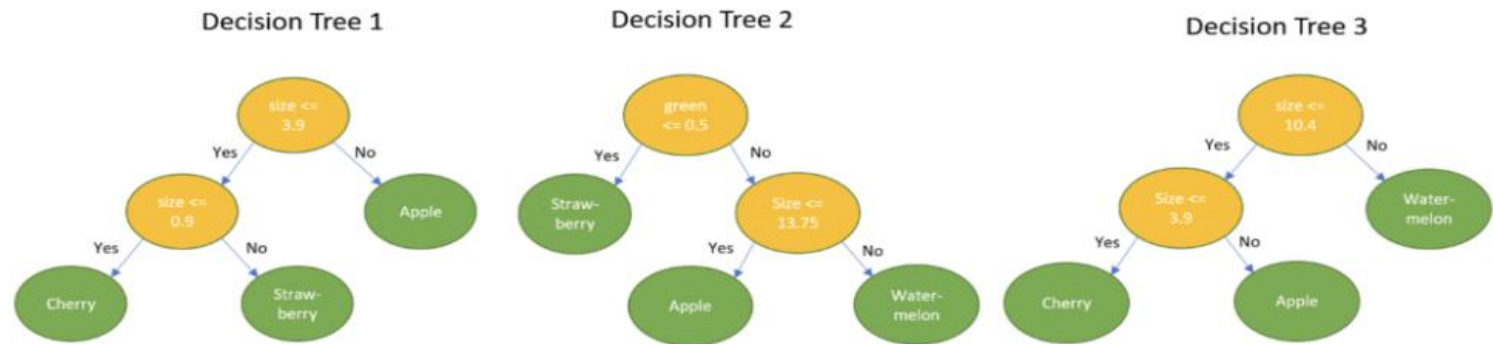 Decision Tree 1
size <=
3.9
Yes
No
size <=
0.9
Apple
Yes
No
Cherry
Straw-
berry
Decision Tree 2
green
<= 0.5
Yes
No
Straw-
berry
Size <=
13.75
Yes
No
Apple
Water-
melon
Decision Tree 3
size <=
10.4
Yes
No
Size <=
3.9
Water-
melon
Yes
No
Cherry
Apple